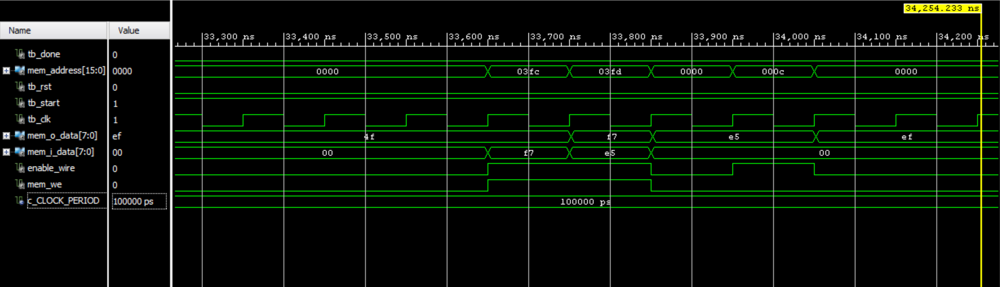 34,254.233 ns
Name Value
33,300 ns 33,400 ns 33,500 ns 33,600 ns 33,700 ns 33,800 ns 33,900 ns 34,000 ns 34,100 ns 34,200 ns
tb_done 0
mem_address[15:0] 0000 0000 03fc 03fd 0000 000c 0000
tb_rst 0
tb_start 1
tb_clk 1
mem_o_data[7:0] ef 4f f7 e5 ef
mem_i_data[7:0] 00 00 f7 e5 00
enable_wire 0
mem_we 0
c_CLOCK_PERIOD 100000 ps 100000 ps